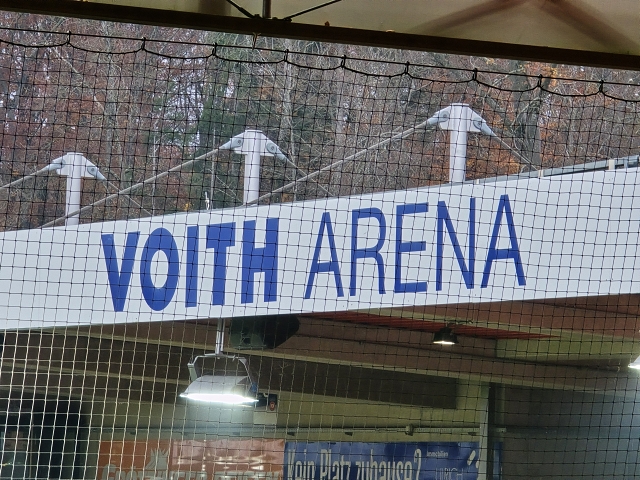 VOITH ARENA
Kein Platz zuhause?